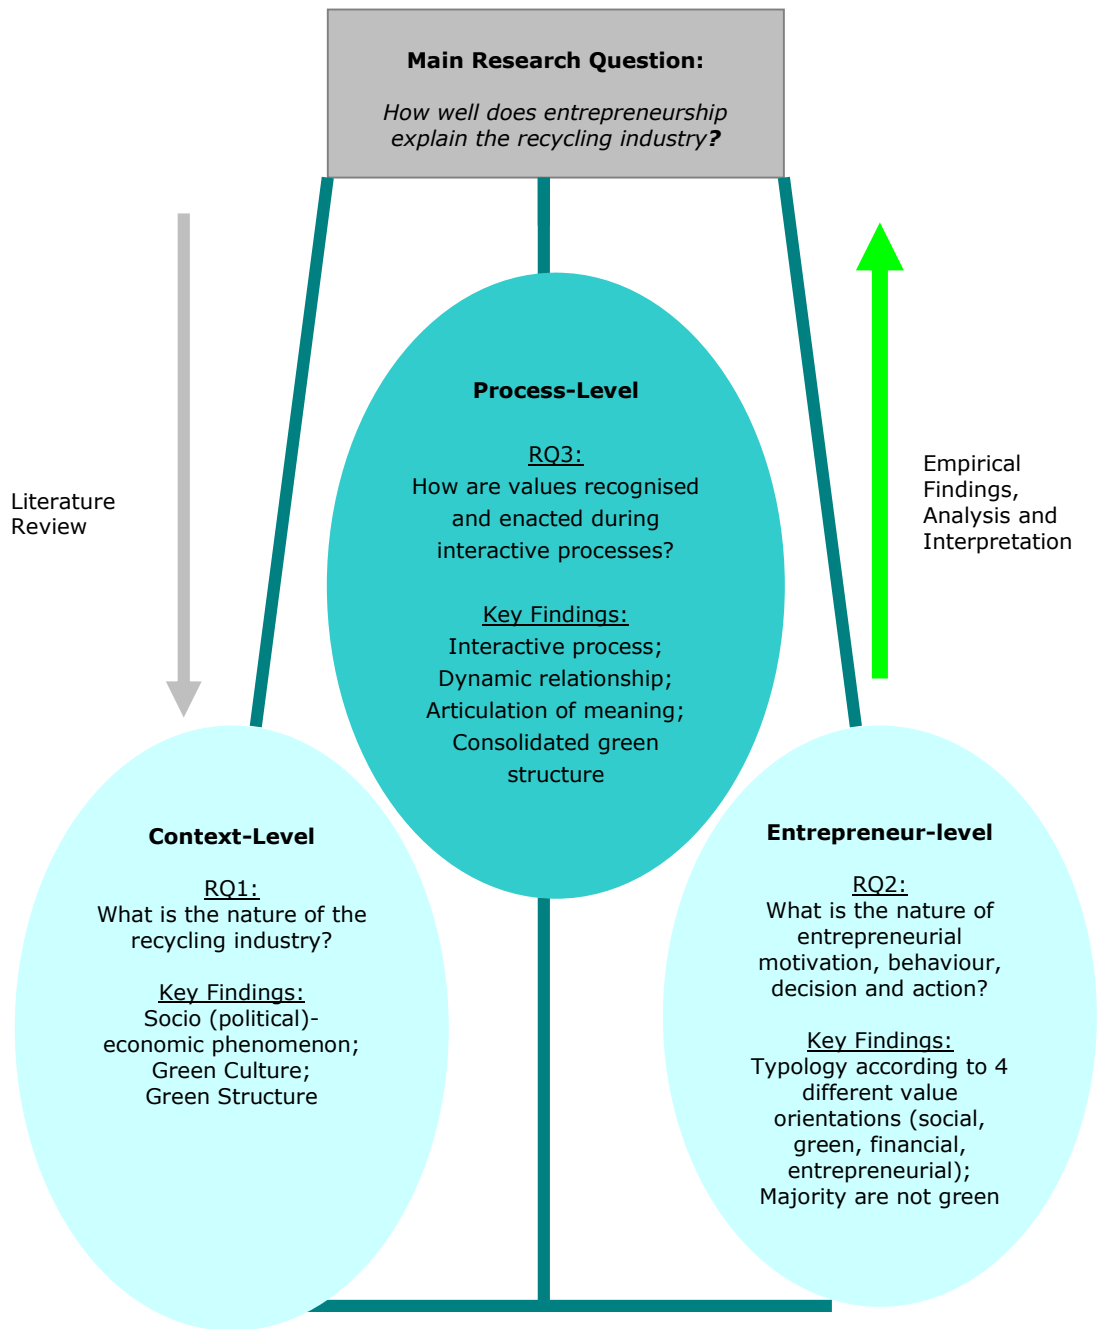 Main Research Question:
How well does entrepreneurship
explain the recycling industry?
Literature
Review
Process-Level
RQ3:
How are values recognised
and enacted during
interactive processes?
Key Findings:
Interactive process;
Dynamic relationship;
Articulation of meaning;
Consolidated green
structure
Empirical
Findings,
Analysis and
Interpretation
Context-Level
RQ1:
What is the nature of the
recycling industry?
Key Findings:
Socio (political)-
economic phenomenon;
Green Culture;
Green Structure
Entrepreneur-level
RQ2:
What is the nature of
entrepreneurial
motivation, behaviour,
decision and action?
Key Findings:
Typology according to 4
different value
orientations (social,
green, financial,
entrepreneurial);
Majority are not green